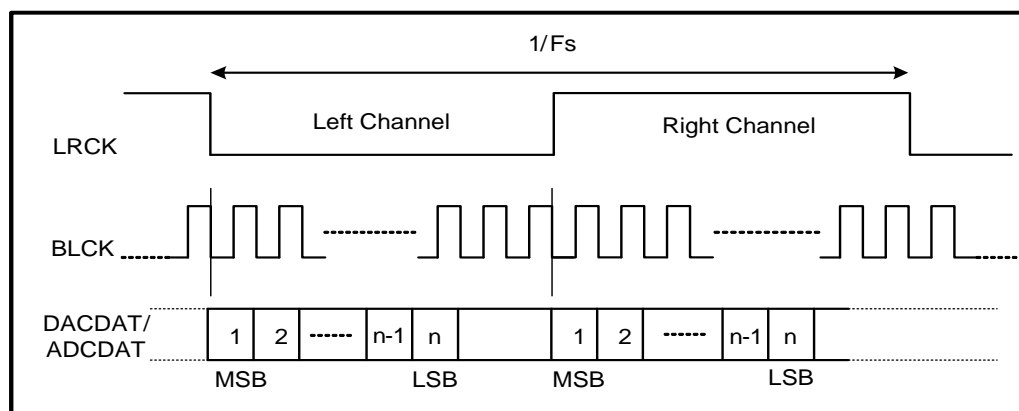 1/Fs
Left Channel
Right Channel
LRCK
BLCK
DACDAT/
ADCDAT
1 2 n-1 n 1 2 n-1 n
MSB LSB MSB LSB